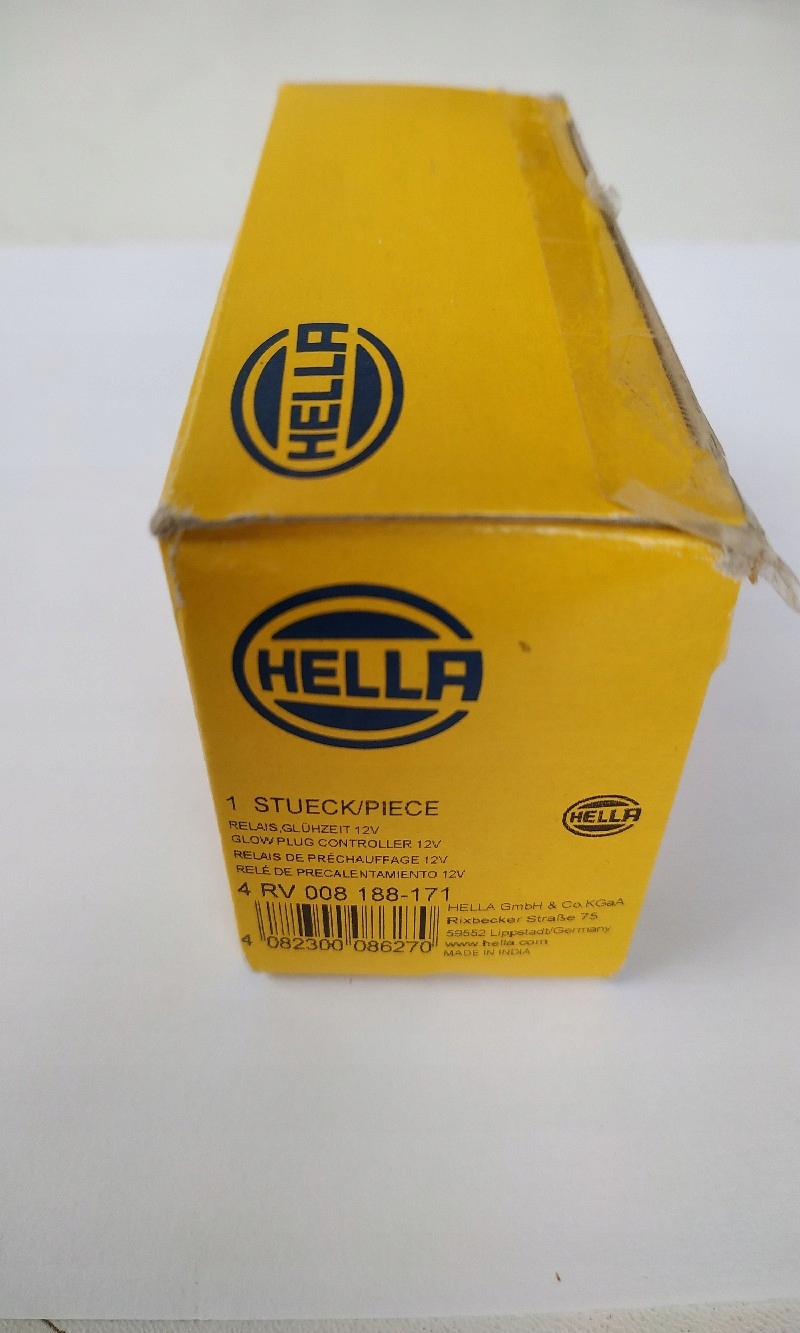 HELLA
HELLA
1 STUECK/PIECE
HELLA
RELAIS,GLÜHZEIT 12V
GLOW PLUG CONTROLLER 12V
RELAIS DE PRÉCHAUFFAGE 12V
RELÉ DE PRECALENTAMIENTO 12V
4 RV 008 188-171
4 082300 086270
HELLA GmbH & Co.KGaA
Rixbecker Straße 75
59552 Lippstadt/Germany
www.hella.com
MADE IN INDIA